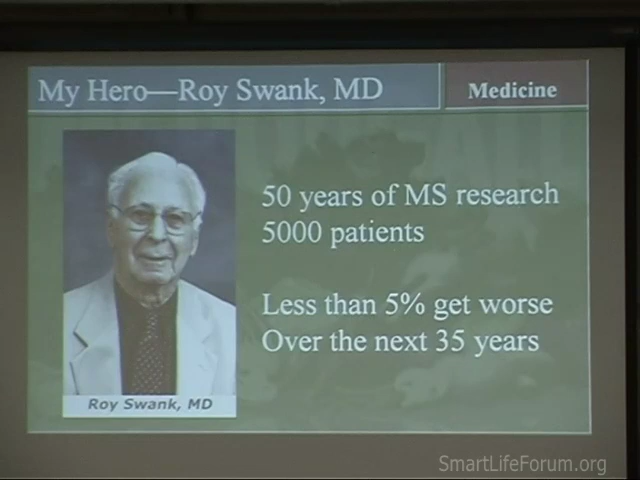 My Hero—Roy Swank, MD
Medicine
50 years of MS research
5000 patients
Less than 5% get worse
Over the next 35 years
Roy Swank, MD
SmartLifeForum.org